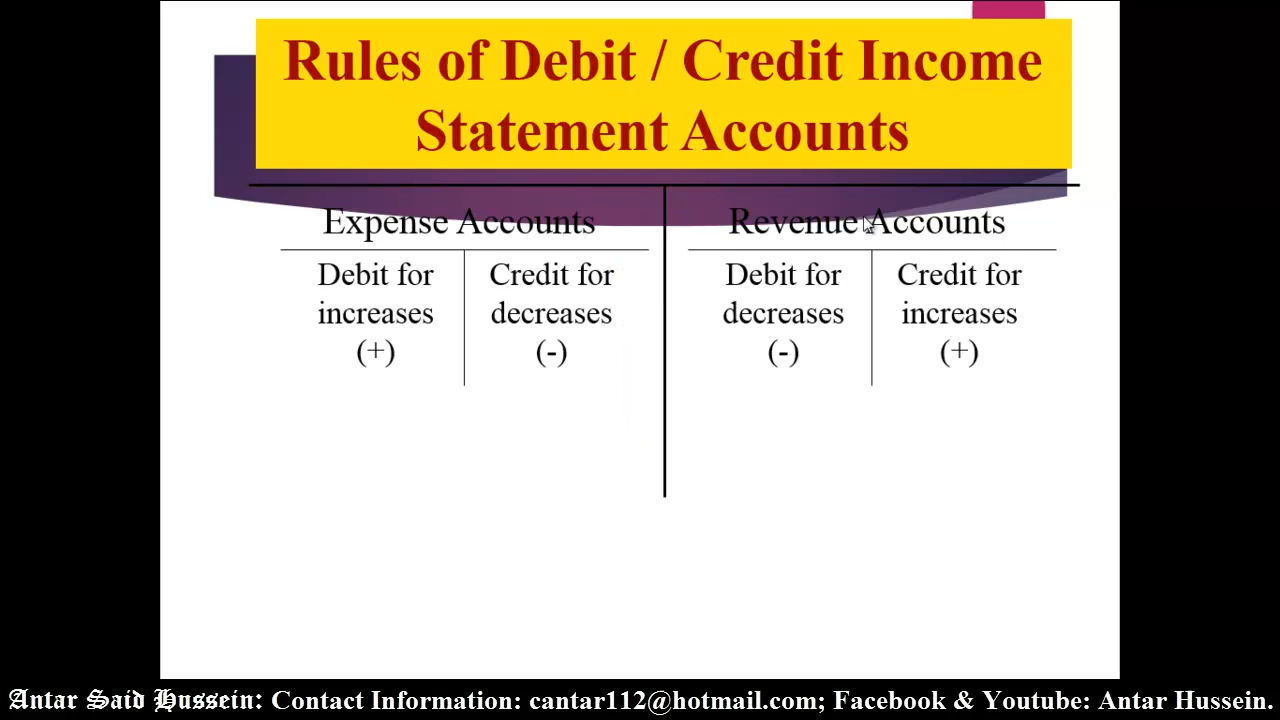 Rules of Debit / Credit Income
Statement Accounts
Expense Accounts
Debit for
increases
(+)
Credit for
decreases
(-)
Revenue Accounts
Debit for
decreases
(-)
Credit for
increases
(+)
Antar Said Hussein: Contact Information: cantar112@hotmail.com; Facebook & Youtube: Antar Hussein.